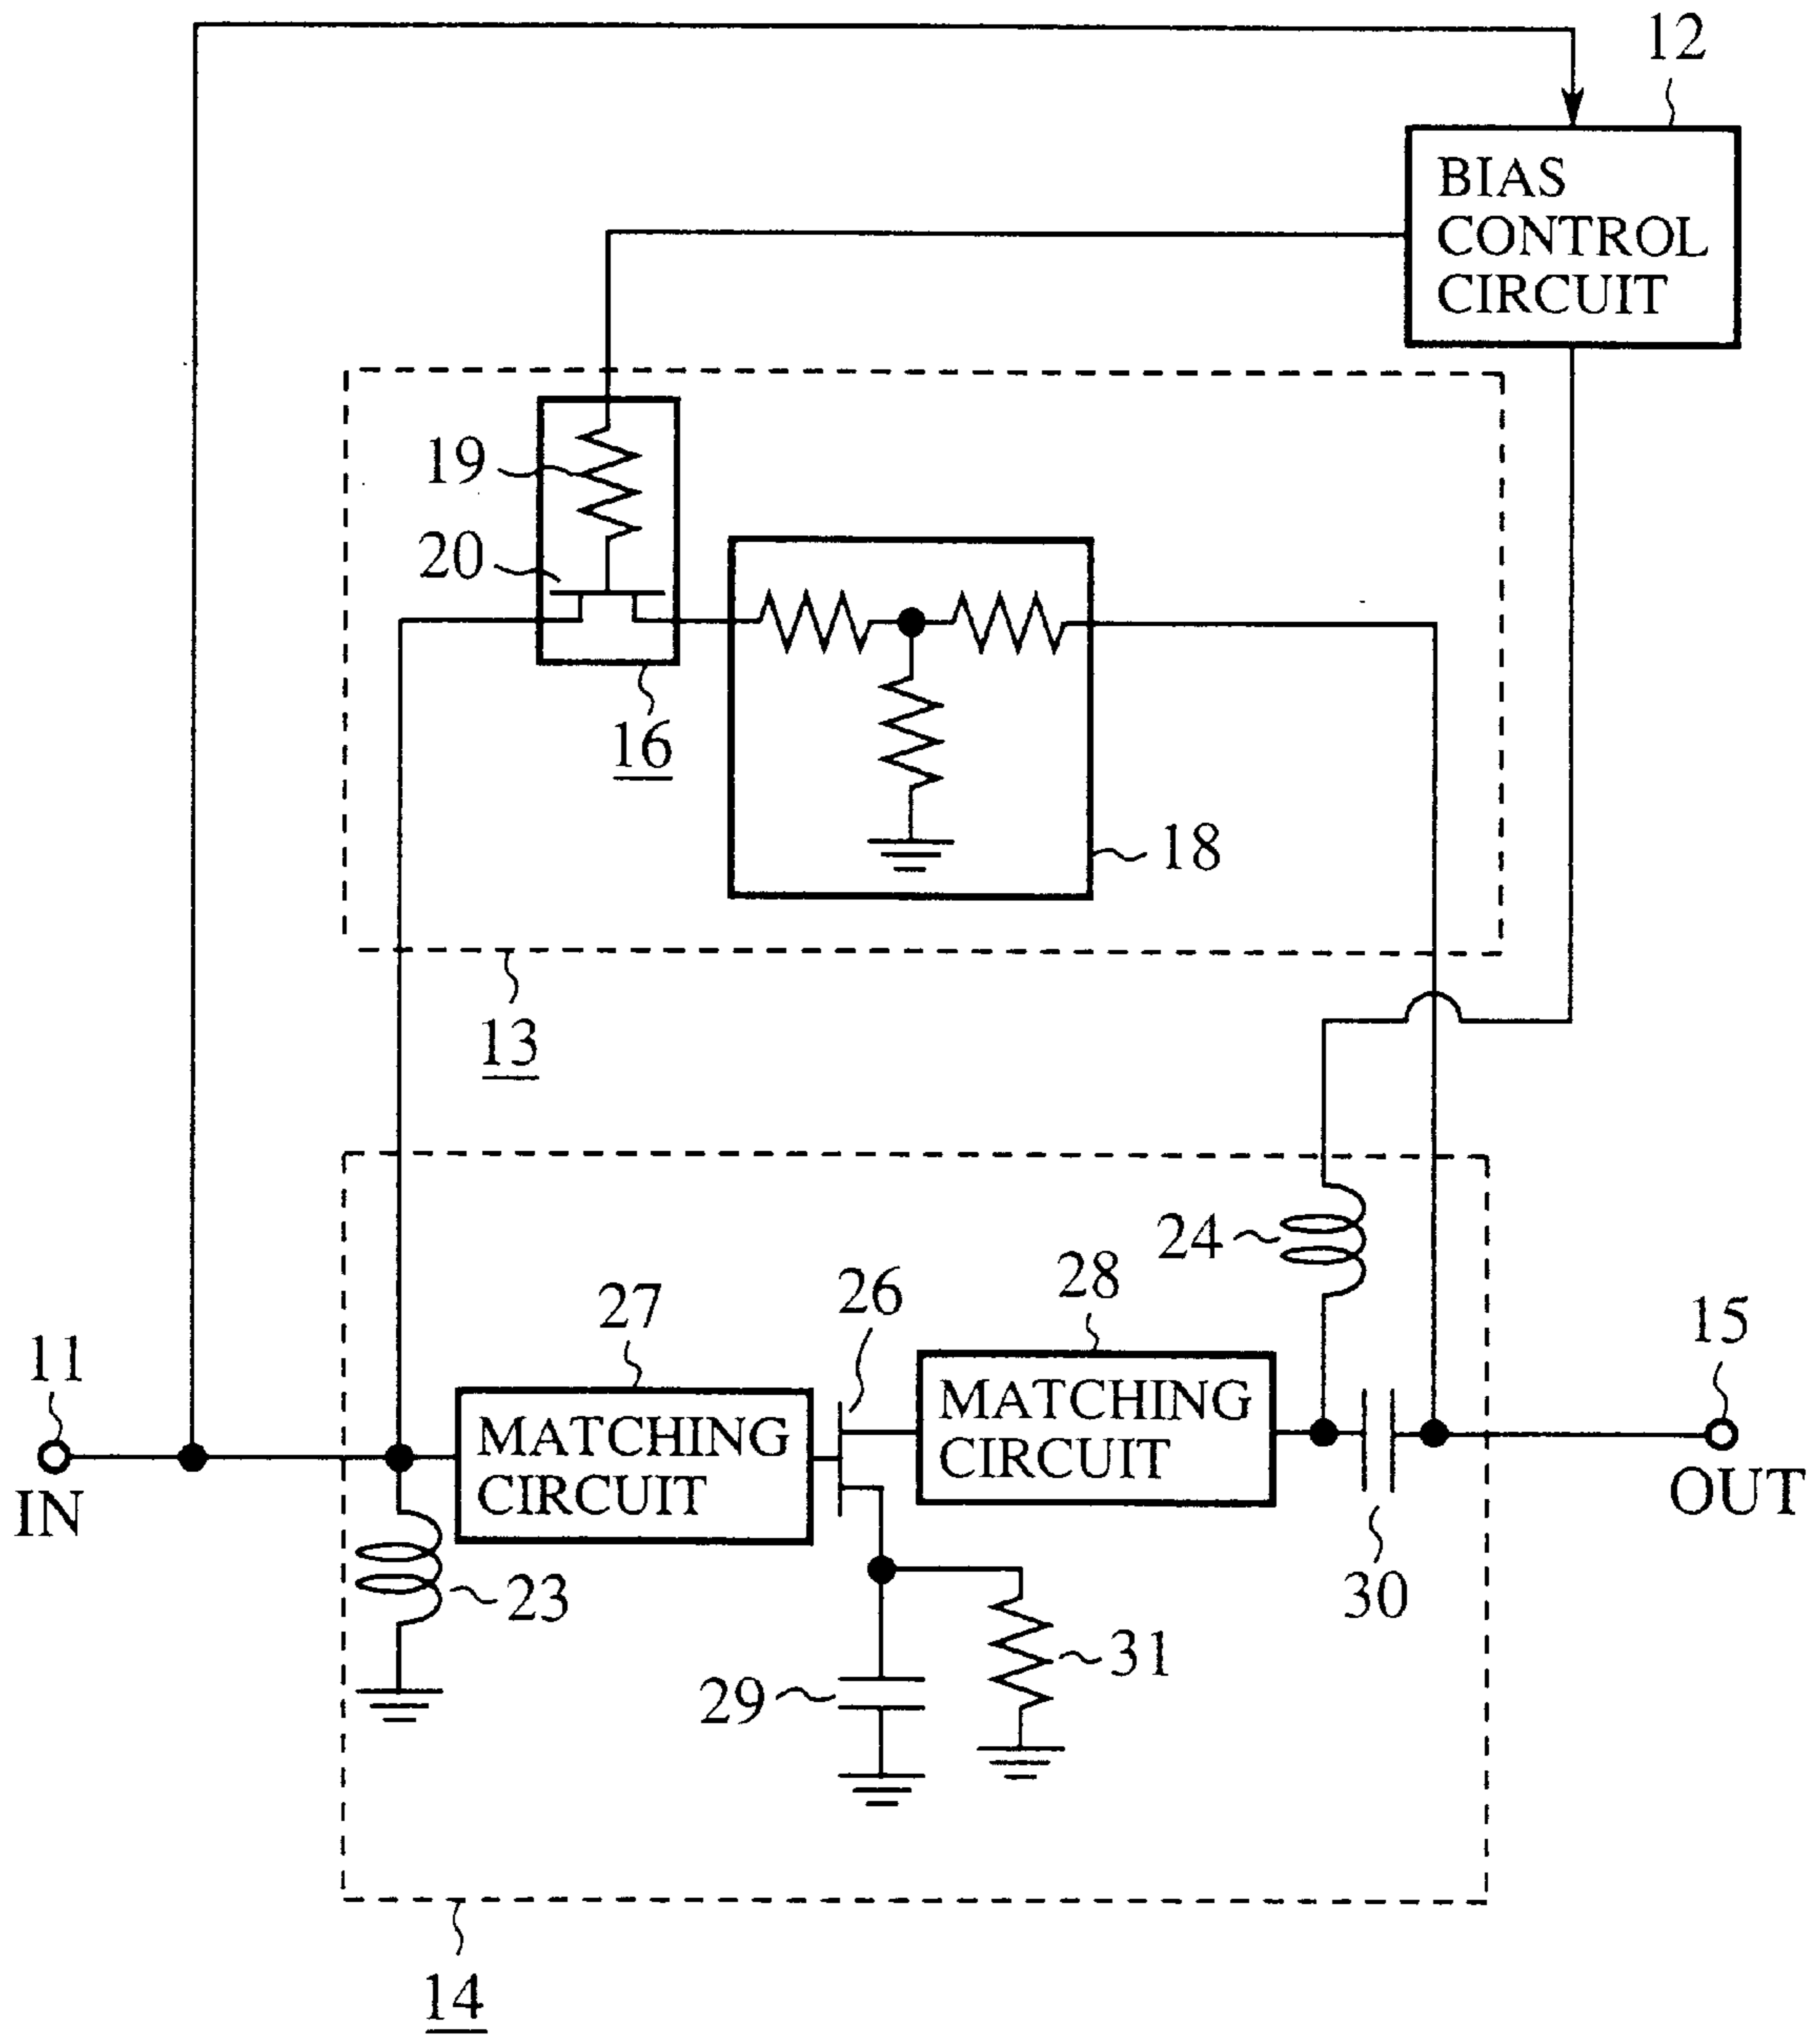 12
BIAS
CONTROL
CIRCUIT
19
20
16
18
13
24
28
26
27
15
11
MATCHING
CIRCUIT
MATCHING
CIRCUIT
IN
OUT
30
23
31
29
14